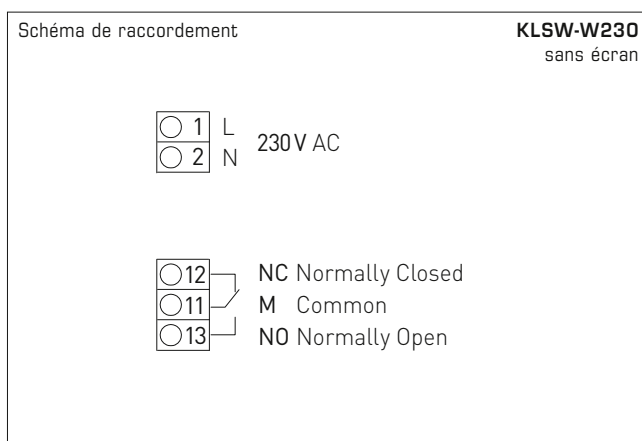 Schéma de raccordement KLSW-W230
sans écran
1 L
230 V AC
2 N
12 NC Normally Closed
11 M Common
13 NO Normally Open